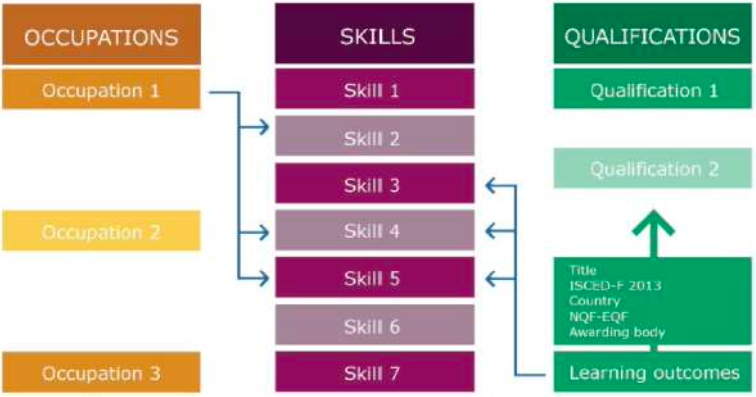 OCCUPATIONS
Occupation 1
Occupation 2
Occupation 3
SKILLS
Skill 1
Skill 2
Skill 3
Skill 4
Skill 5
Skill 6
Skill 7
QUALIFICATIONS
Qualification 1
Qualification 2
Title
ISCED-F 2013
Country
NQF-EQF
Awarding body
Learning outcomes